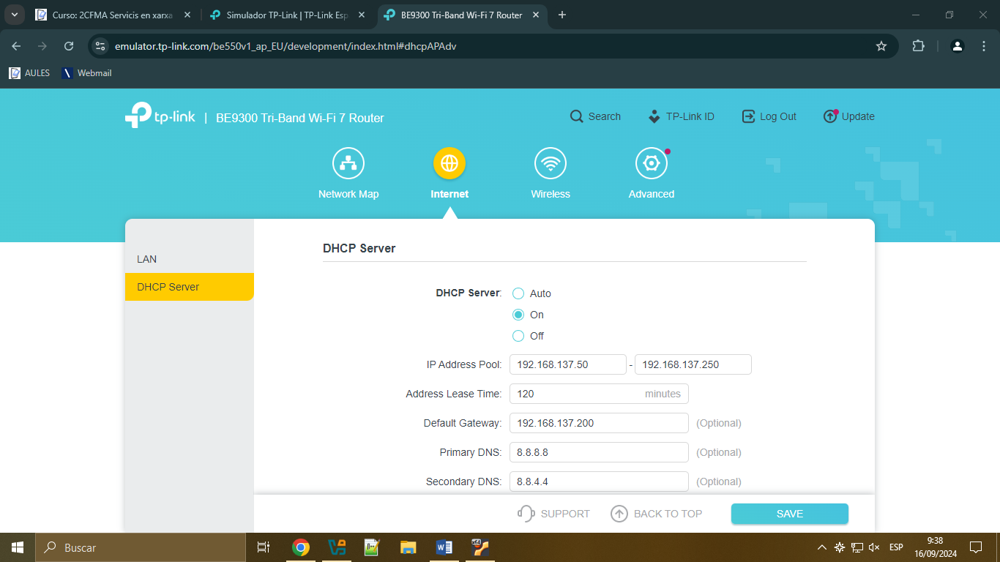 Curso: 2CFMA Servicis en xarxa
Simulador TP-Link | TP-Link Esp
BE9300 Tri-Band Wi-Fi 7 Router
emulator.tp-link.com/be550v1_ap_EU/development/index.html#dhcpAPAdv
AULES
Webmail
tp-link | BE9300 Tri-Band Wi-Fi 7 Router
Search
TP-Link ID
Log Out
Update
Network Map
Internet
Wireless
Advanced
LAN
DHCP Server
DHCP Server
DHCP Server: Auto
On
Off
IP Address Pool: 192.168.137.50 - 192.168.137.250
Address Lease Time: 120 minutes
Default Gateway: 192.168.137.200 (Optional)
Primary DNS: 8.8.8.8 (Optional)
Secondary DNS: 8.8.4.4 (Optional)
SUPPORT
BACK TO TOP
SAVE
Buscar
x64
ESP
9:38
16/09/2024